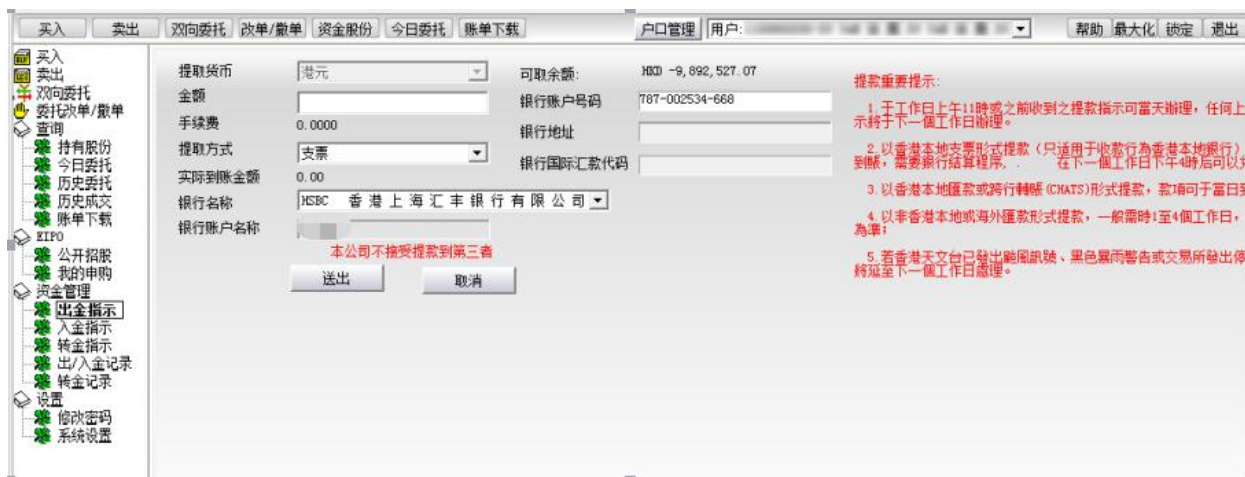 买入 卖出 双向委托 改单/撤单 资金股份 今日委托 账单下载 户口管理 用户: 帮助 最大化 锁定 退出
买入
卖出
双向委托
委托改单/撤单
查询
持有股份
今日委托
历史委托
历史成交
账单下载
EIPO
公开招股
我的申购
资金管理
出金指示
入金指示
转金指示
出/入金记录
转金记录
设置
修改密码
系统设置
提取货币 港元
金额
手续费 0.0000
提取方式 支票
实际到账金额 0.00
银行名称 HSBC 香港上海汇丰银行有限公司
银行账户名称
本公司不接受提款到第三者
送出 取消
可取余额: HKD -9,892,527.07
银行账户号码 787-002534-668
银行地址
银行国际汇款代码
提款重要提示:
1.于工作日上午11時或之前收到之提款指示可當天辦理，任何上
示將于下一個工作日辦理。
2.以香港本地支票形式提款（只适用于收款行為香港本地銀行）
到賬，需要銀行結算程序, . 在下一個工作日下午4時后可以
3.以香港本地匯款或跨行轉賬(CHATS)形式提款，款項可于當日
4.以非香港本地或海外匯款形式提款，一般需時1至4個工作日，
為準；
5.若香港天文台已發出颱風訊號、黑色暴雨警告或交易所發出停
將延至下一個工作日處理。